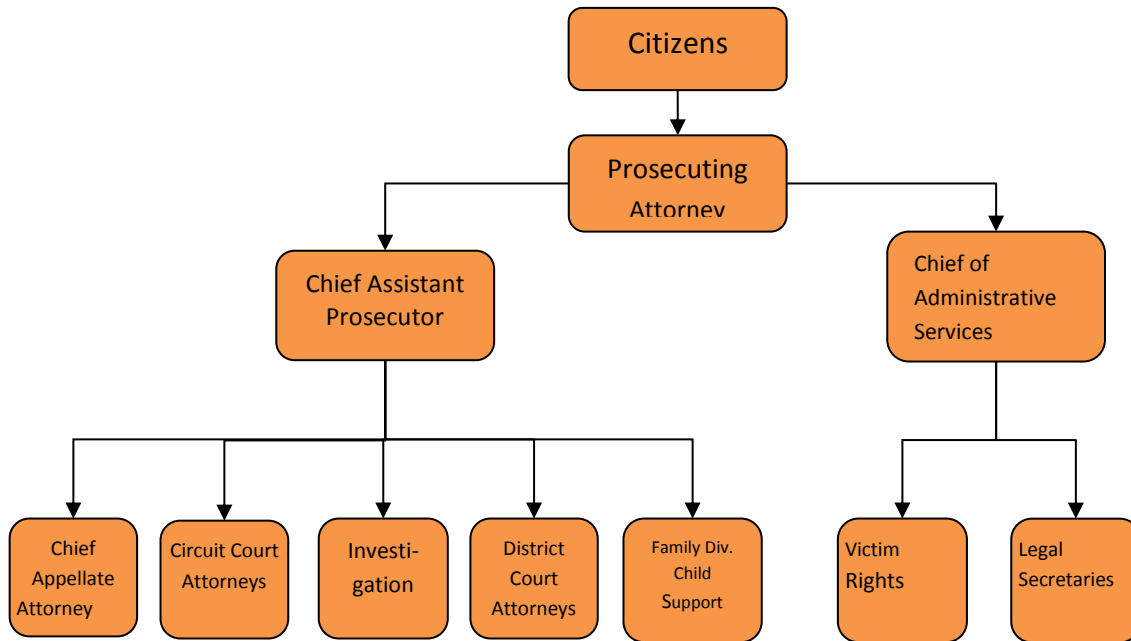 Citizens
Prosecuting
Attorney
Chief Assistant
Prosecutor
Chief of
Administrative
Services
Chief
Appellate
Attorney
Circuit Court
Attorneys
Investi-
gation
District
Court
Attorneys
Family Div.
Child
Support
Victim
Rights
Legal
Secretaries